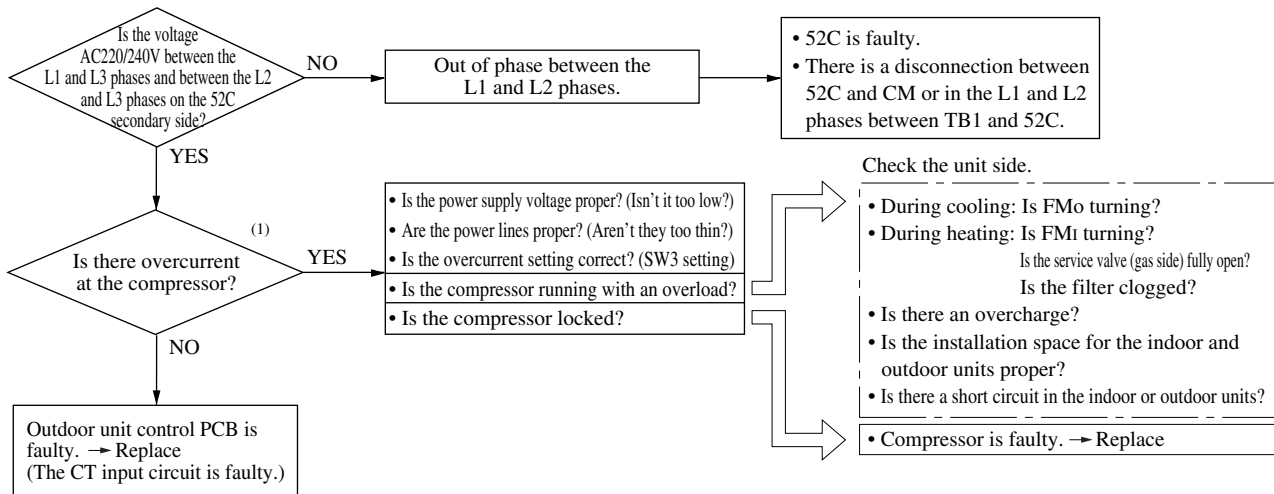 Is the voltage
AC220/240V between the
L1 and L3 phases and between the L2
and L3 phases on the 52C
secondary side?
NO
Out of phase between the
L1 and L2 phases.
• 52C is faulty.
• There is a disconnection between
52C and CM or in the L1 and L2
phases between TB1 and 52C.
YES
(1)
Is there overcurrent
at the compressor?
YES
• Is the power supply voltage proper? (Isn't it too low?)
• Are the power lines proper? (Aren't they too thin?)
• Is the overcurrent setting correct? (SW3 setting)
• Is the compressor running with an overload?
• Is the compressor locked?
Check the unit side.
• During cooling: Is FMO turning?
• During heating: Is FMI turning?
Is the service valve (gas side) fully open?
Is the filter clogged?
• Is there an overcharge?
• Is the installation space for the indoor and
outdoor units proper?
• Is there a short circuit in the indoor or outdoor units?
• Compressor is faulty. → Replace
NO
Outdoor unit control PCB is
faulty. → Replace
(The CT input circuit is faulty.)